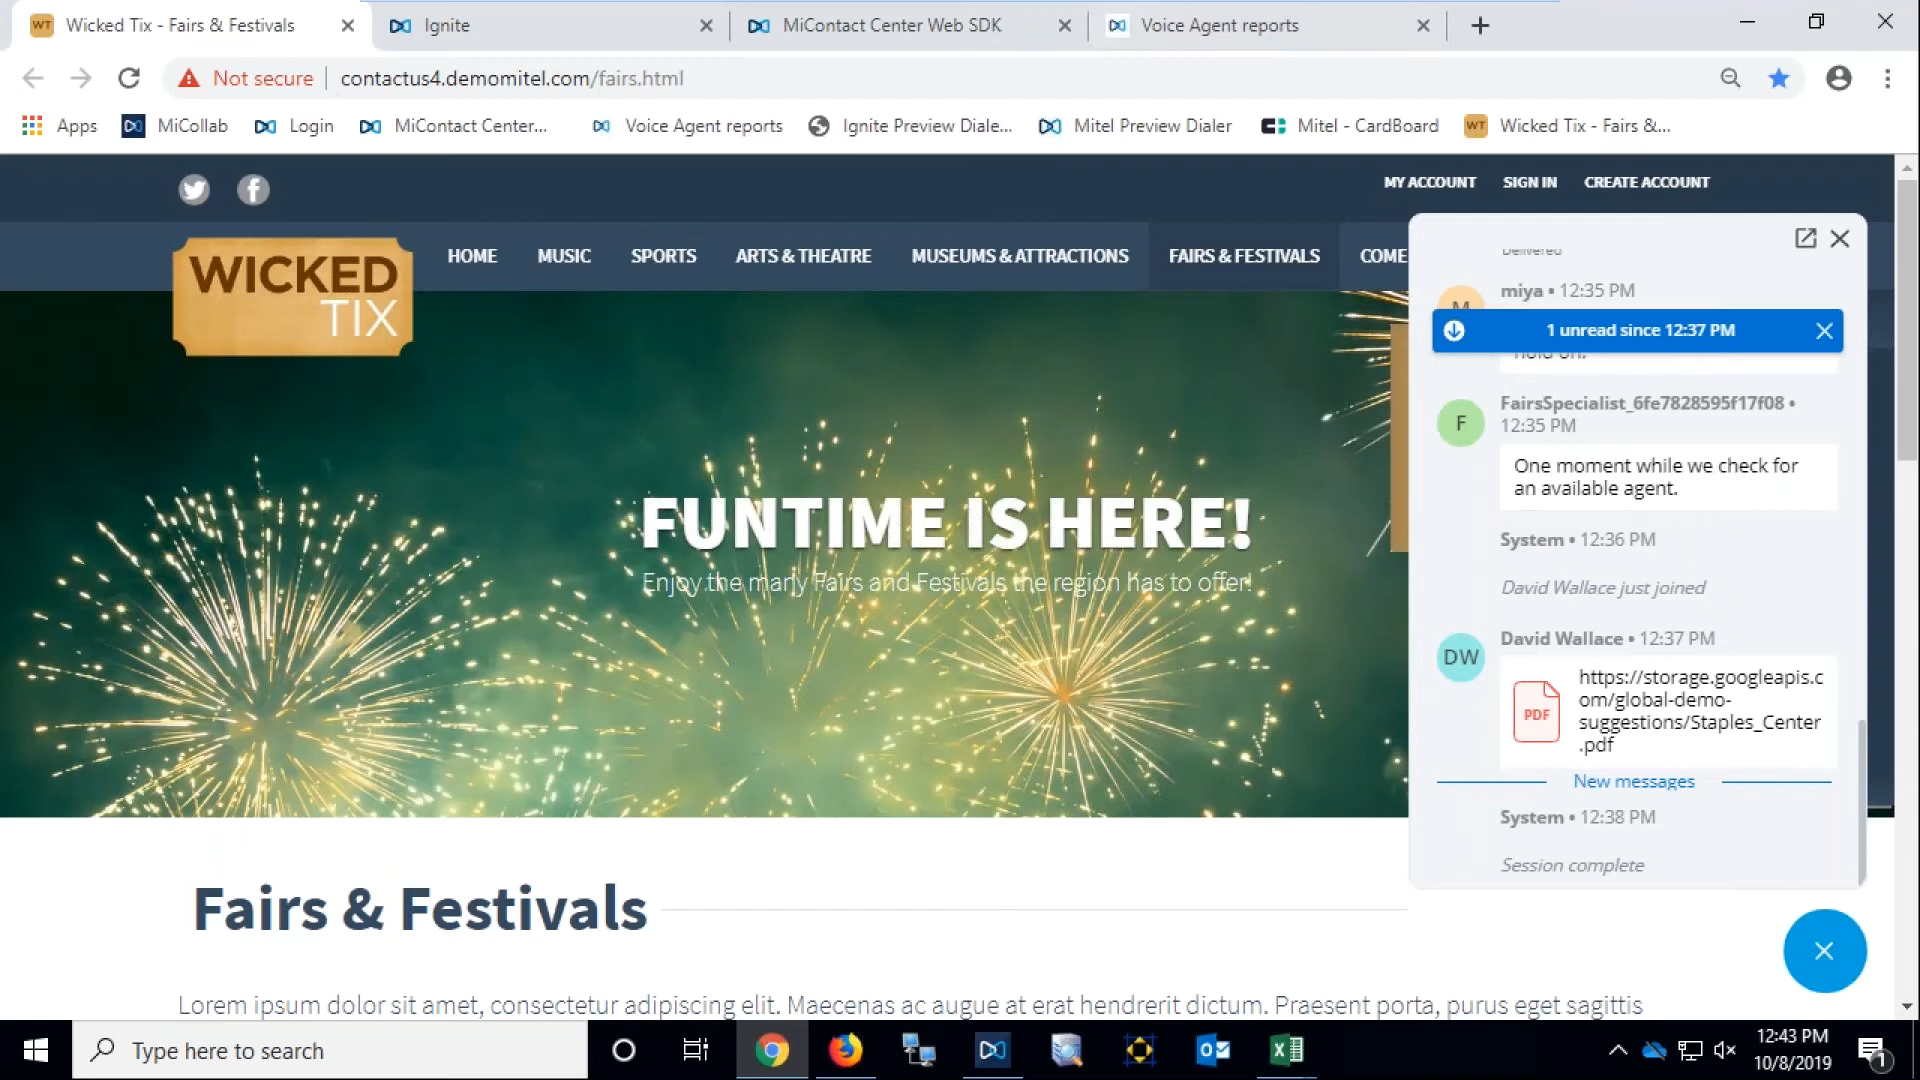 WT Wicked Tix - Fairs & Festivals
Ignite
MiContact Center Web SDK
Voice Agent reports
Not secure
contactus4.demomitel.com/fairs.html
Apps
MiCollab
Login
MiContact Center...
Voice Agent reports
Ignite Preview Diale...
Mitel Preview Dialer
Mitel - CardBoard
WT Wicked Tix - Fairs &...
MY ACCOUNT
SIGN IN
CREATE ACCOUNT
WICKED
TIX
HOME
MUSIC
SPORTS
ARTS & THEATRE
MUSEUMS & ATTRACTIONS
FAIRS & FESTIVALS
COME
FUNTIME IS HERE!
Enjoy the many Fairs and Festivals the region has to offer!
Delivered
M
miya • 12:35 PM
1 unread since 12:37 PM
hold on.
F
FairsSpecialist_6fe7828595f17f08 •
12:35 PM
One moment while we check for
an available agent.
System • 12:36 PM
David Wallace just joined
DW
David Wallace • 12:37 PM
PDF
https://storage.googleapis.c
om/global-demo-
suggestions/Staples_Center
.pdf
New messages
System • 12:38 PM
Session complete
Fairs & Festivals
Lorem ipsum dolor sit amet, consectetur adipiscing elit. Maecenas ac augue at erat hendrerit dictum. Praesent porta, purus eget sagittis
Type here to search
12:43 PM
10/8/2019
1